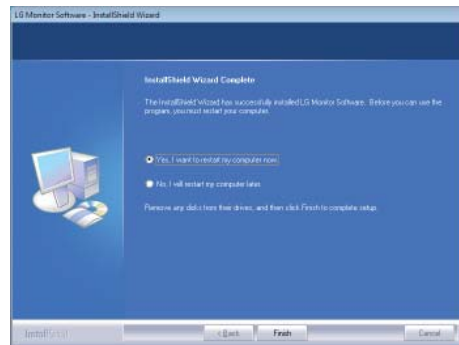 LG Monitor Software - InstallShield Wizard
InstallShield Wizard Complete
The InstallShield Wizard has successfully installed LG Monitor Software. Before you can use the
program, you must restart your computer.
Yes, I want to restart my computer now.
No, I will restart my computer later.
Remove any disks from their drives, and then click Finish to complete setup.
InstallShield
< Back
Finish
Cancel